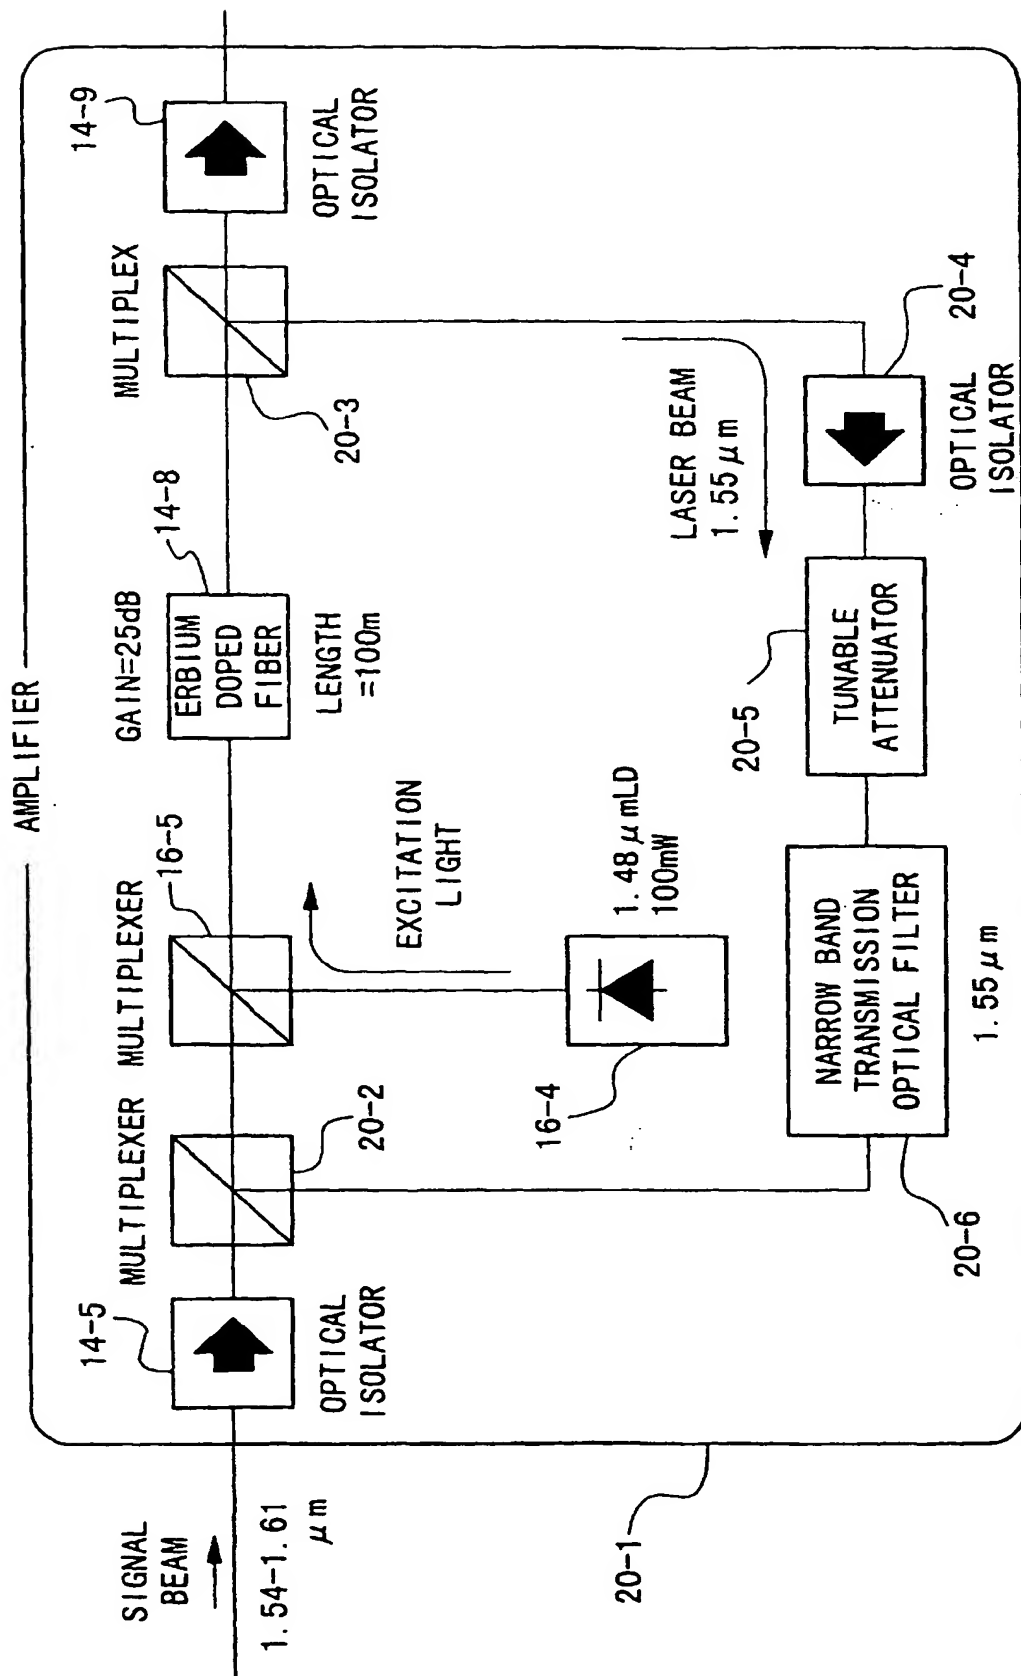 AMPLIFIER
SIGNAL
BEAM
1.54-1.61
μm
14-5
OPTICAL
ISOLATOR
MULTIPLEXER
20-2
MULTIPLEXER
16-5
EXCITATION
LIGHT
1.48μmLD
100mW
16-4
GAIN=25dB
14-8
ERBIUM
DOPED
FIBER
LENGTH
=100m
MULTIPLEX
20-3
14-9
OPTICAL
ISOLATOR
LASER BEAM
1.55μm
20-4
OPTICAL
ISOLATOR
20-5
TUNABLE
ATTENUATOR
NARROW BAND
TRANSMISSION
OPTICAL FILTER
1.55μm
20-6
20-1